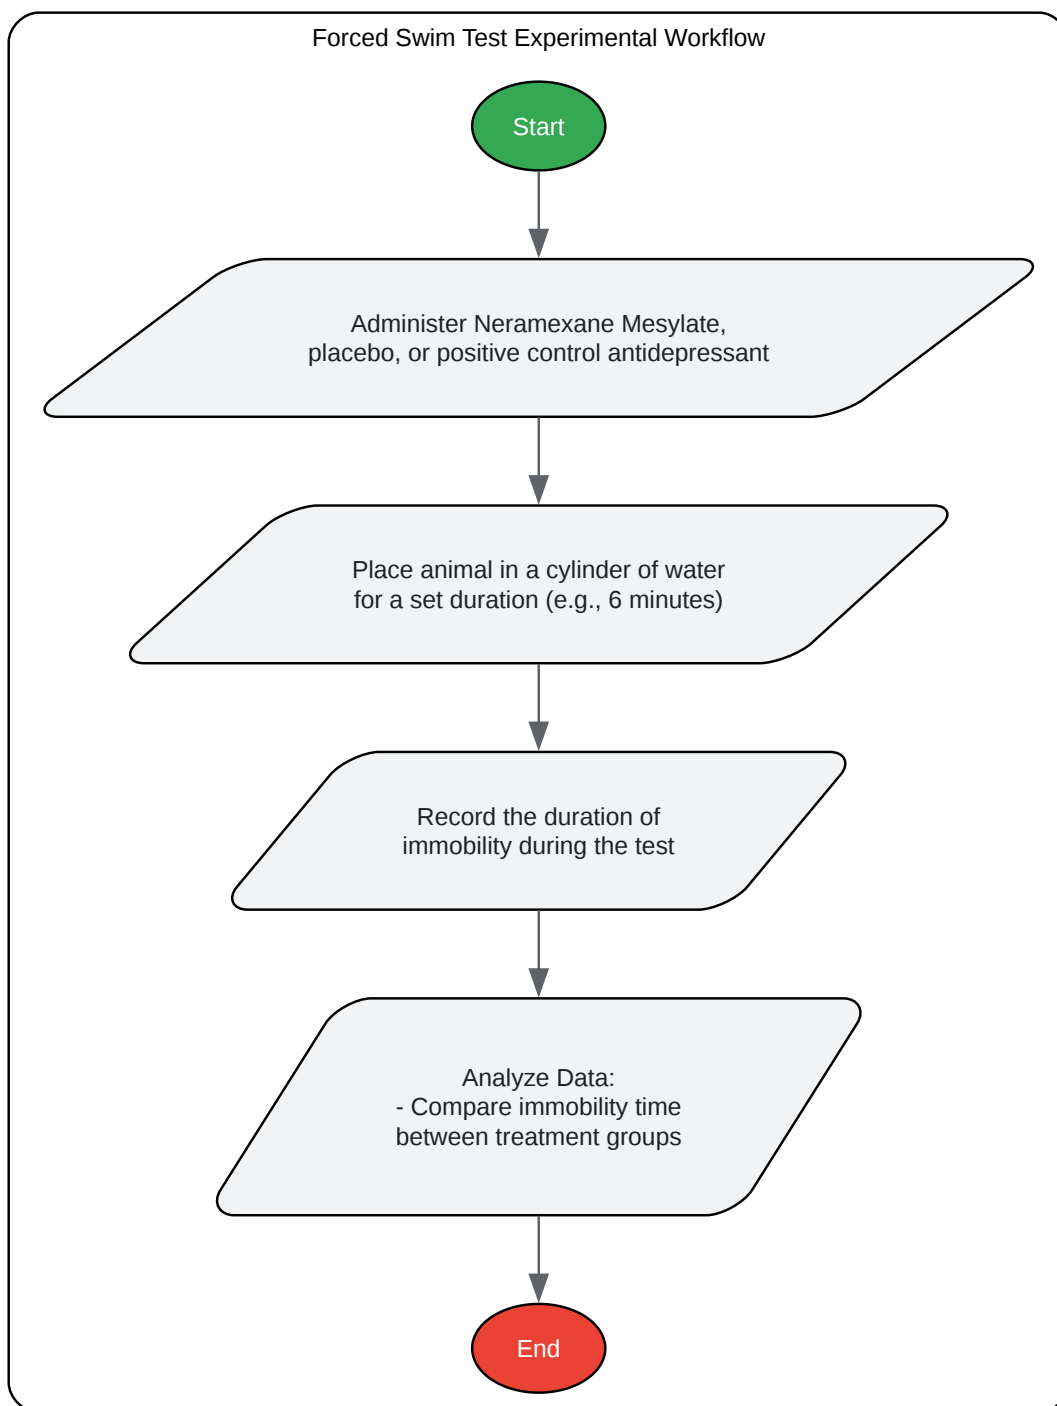 Forced Swim Test Experimental Workflow
Start
Administer Neramexane Mesylate,
placebo, or positive control antidepressant
Place animal in a cylinder of water
for a set duration (e.g., 6 minutes)
Record the duration of
immobility during the test
Analyze Data:
- Compare immobility time
between treatment groups
End